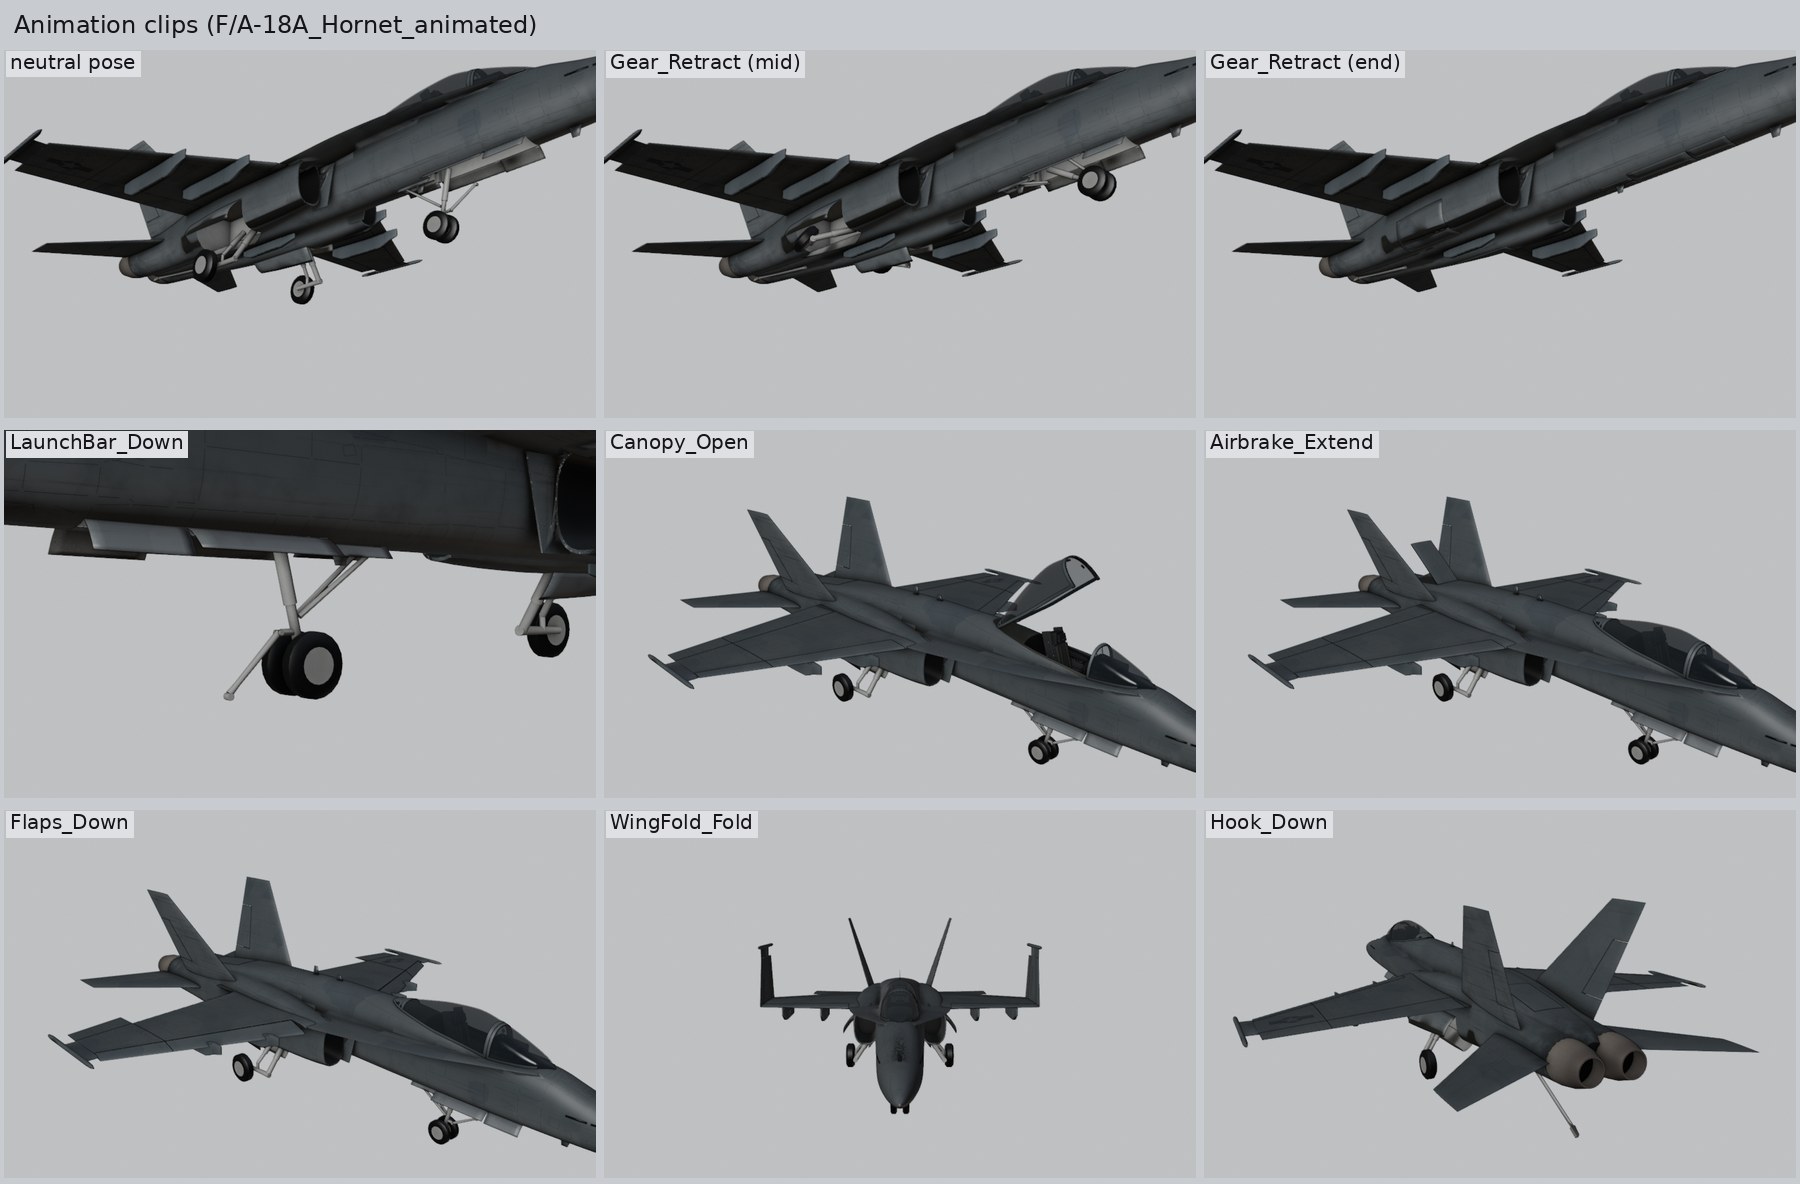 Animation clips (F/A-18A_Hornet_animated)
neutral pose
Gear_Retract (mid)
Gear_Retract (end)
LaunchBar_Down
Canopy_Open
Airbrake_Extend
Flaps_Down
WingFold_Fold
Hook_Down